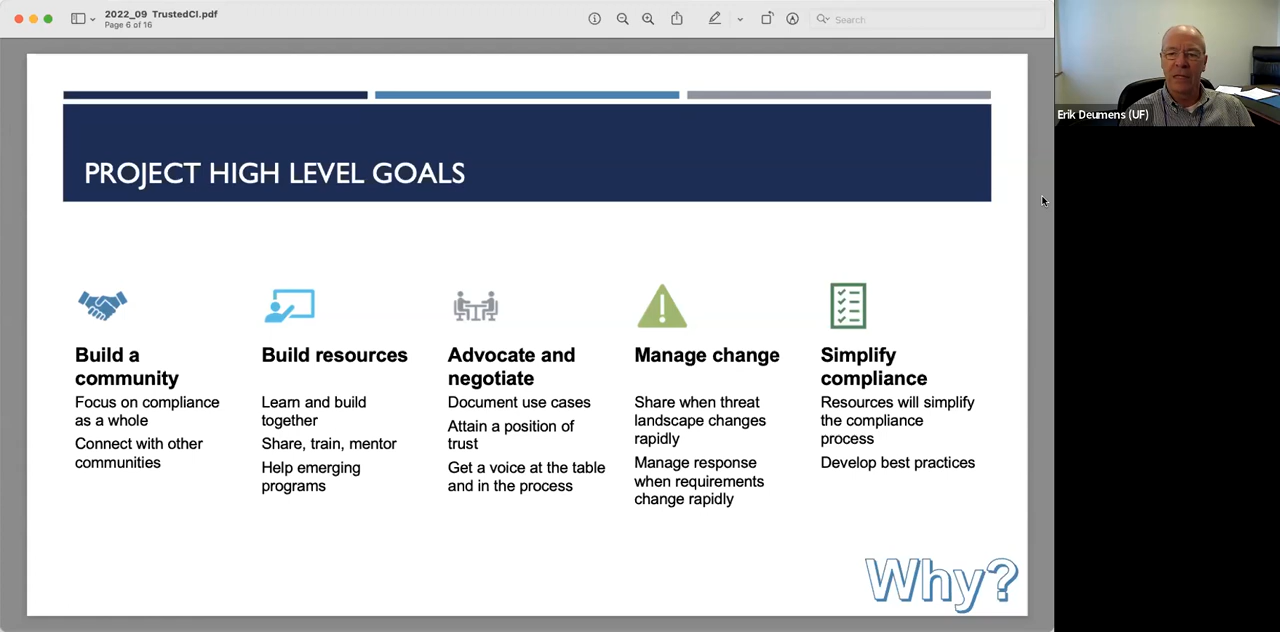 2022_09 TrustedCI.pdf
Page 6 of 16
Search
Erik Deumens (UF)
PROJECT HIGH LEVEL GOALS
Build a
community
Focus on compliance
as a whole
Connect with other
communities
Build resources
Learn and build
together
Share, train, mentor
Help emerging
programs
Advocate and
negotiate
Document use cases
Attain a position of
trust
Get a voice at the table
and in the process
Manage change
Share when threat
landscape changes
rapidly
Manage response
when requirements
change rapidly
Simplify
compliance
Resources will simplify
the compliance
process
Develop best practices
Why?